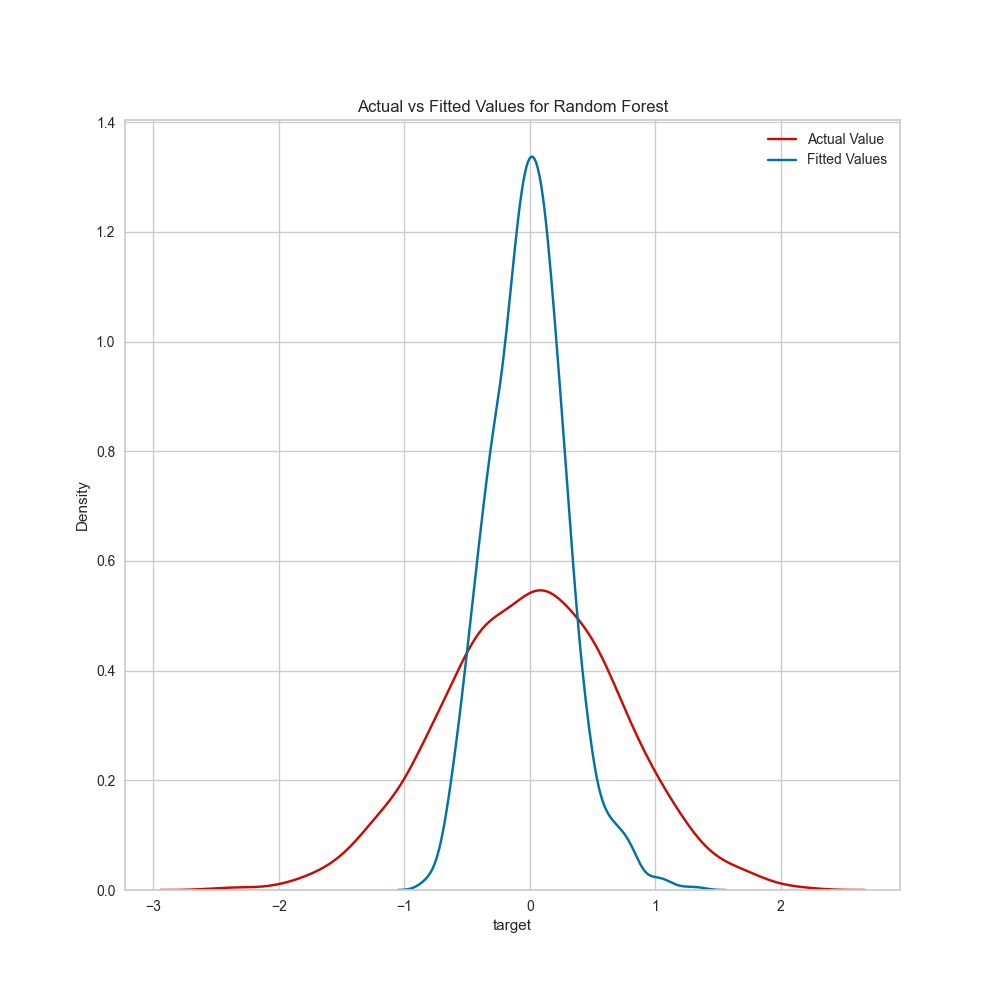 Actual vs Fitted Values for Random Forest
Actual Value
Fitted Values
1.4
1.2
1.0
0.8
0.6
0.4
0.2
0.0
Density
−3
−2
−1
0
1
2
target